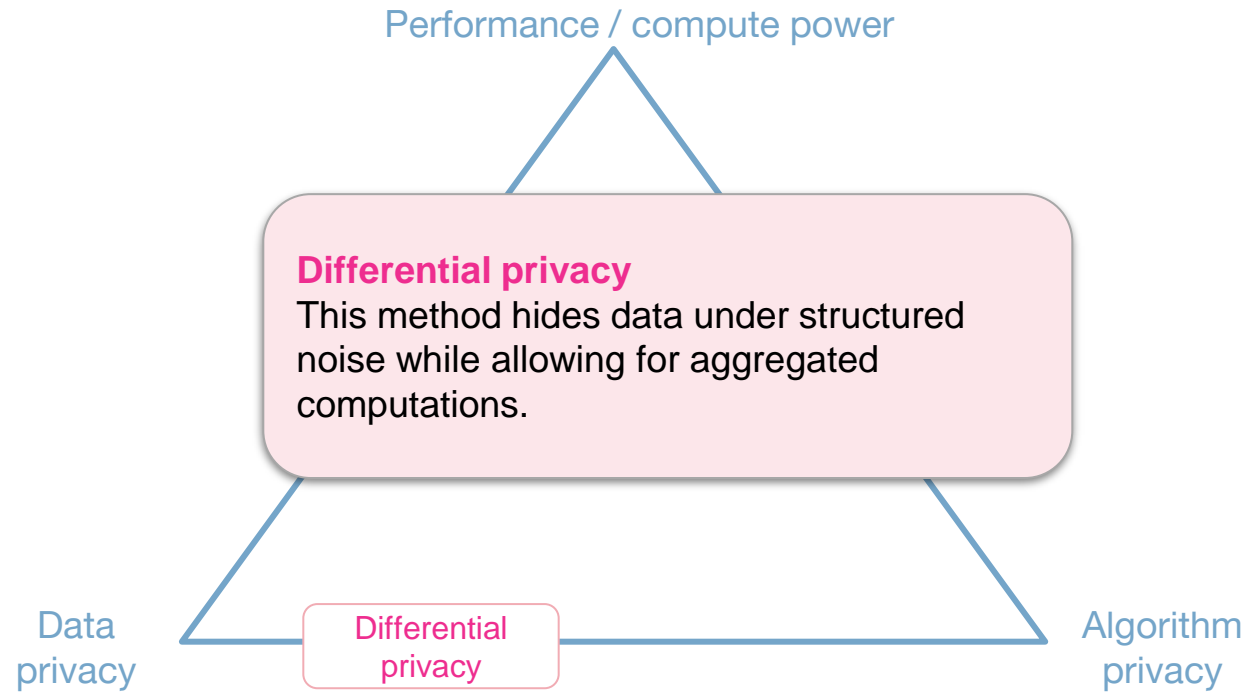 Performance / compute power
Differential privacy
This method hides data under structured
noise while allowing for aggregated
computations.
Data
privacy
Differential
privacy
Algorithm
privacy